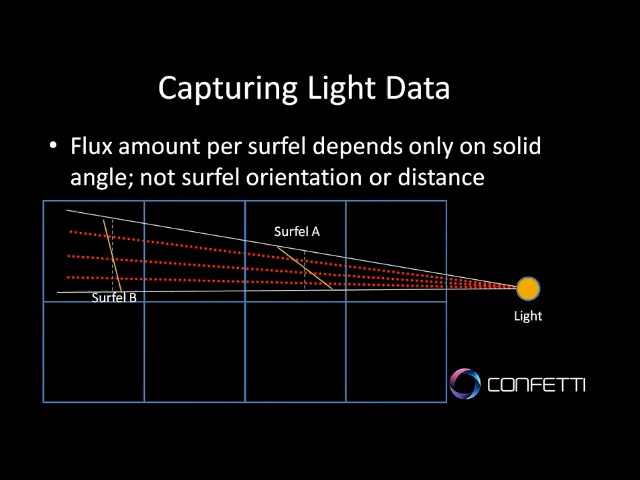 Capturing Light Data
• Flux amount per surfel depends only on solid
angle; not surfel orientation or distance
Surfel A
Surfel B
Light
CONFETTI